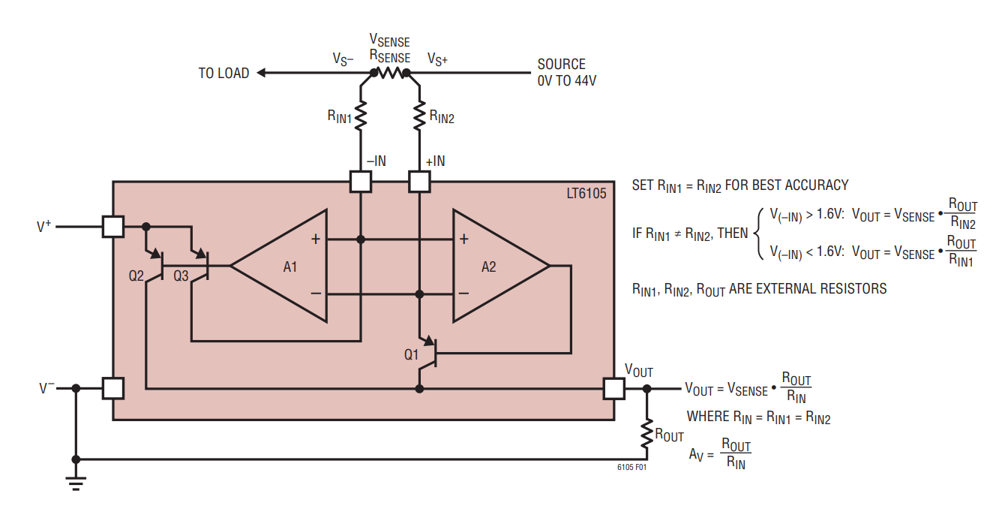 VSENSE
RSENSE
VS–
VS+
TO LOAD
SOURCE
0V TO 44V
RIN1
RIN2
–IN
+IN
LT6105
V+
Q2
Q3
A1
+
–
+
–
A2
Q1
V–
VOUT
ROUT
6105 F01
SET RIN1 = RIN2 FOR BEST ACCURACY
IF RIN1 ≠ RIN2, THEN
V(–IN) > 1.6V: VOUT = VSENSE • ROUT / RIN2
V(–IN) < 1.6V: VOUT = VSENSE • ROUT / RIN1
RIN1, RIN2, ROUT ARE EXTERNAL RESISTORS
VOUT = VSENSE • ROUT / RIN
WHERE RIN = RIN1 = RIN2
AV = ROUT / RIN